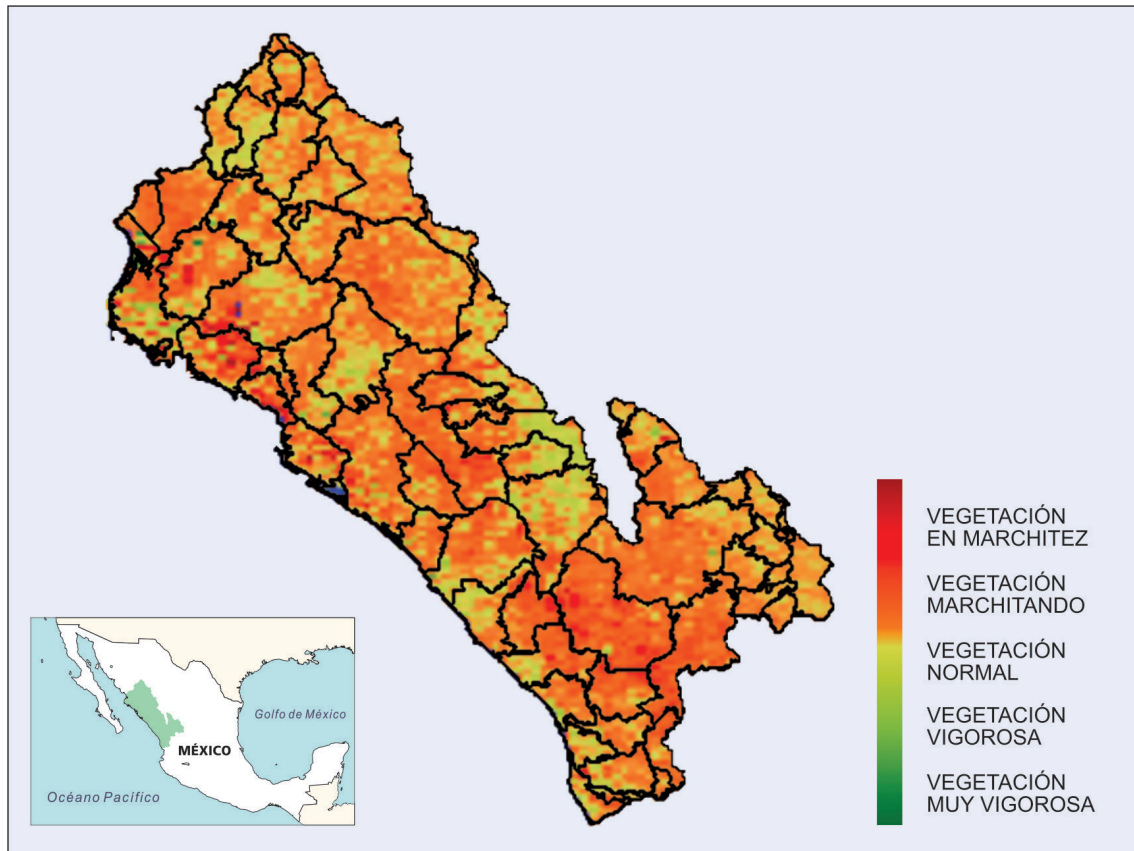 VEGETACIÓN
EN MARCHITEZ
VEGETACIÓN
MARCHITANDO
VEGETACIÓN
NORMAL
VEGETACIÓN
VIGOROSA
VEGETACIÓN
MUY VIGOROSA
Golfo de México
MÉXICO
Océano Pacífico